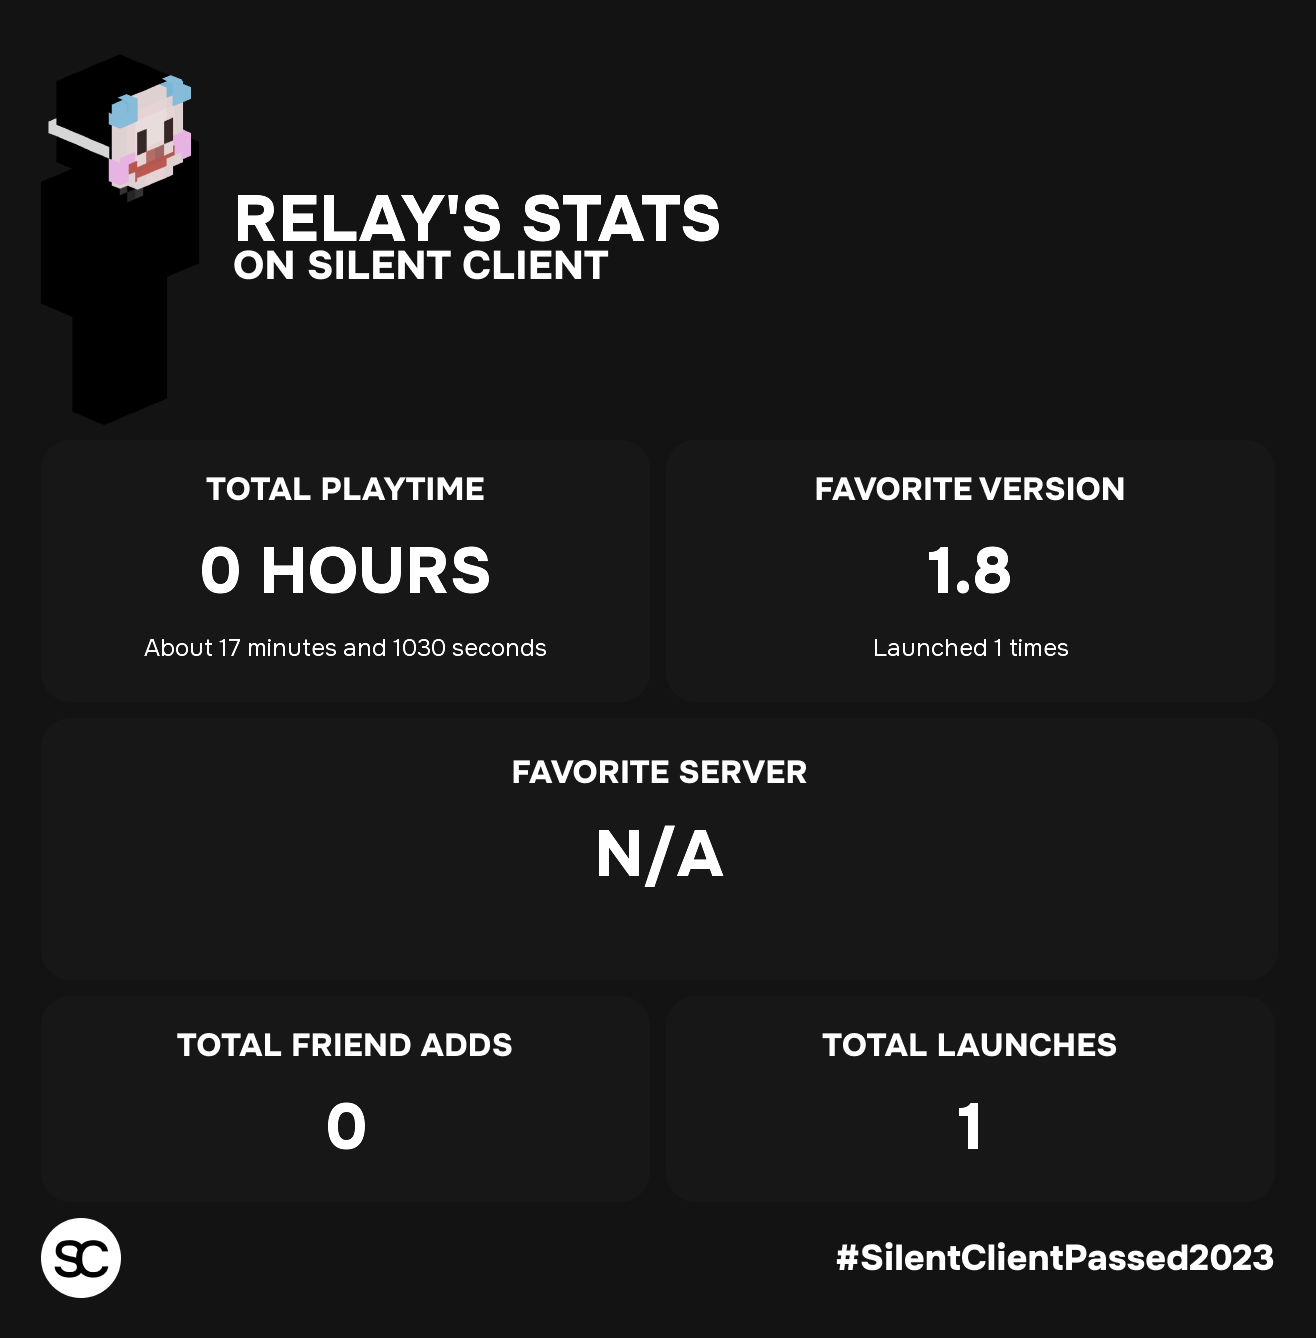 RELAY'S STATS
ON SILENT CLIENT
TOTAL PLAYTIME
0 HOURS
About 17 minutes and 1030 seconds
FAVORITE VERSION
1.8
Launched 1 times
FAVORITE SERVER
N/A
TOTAL FRIEND ADDS
0
TOTAL LAUNCHES
1
SC
#SilentClientPassed2023